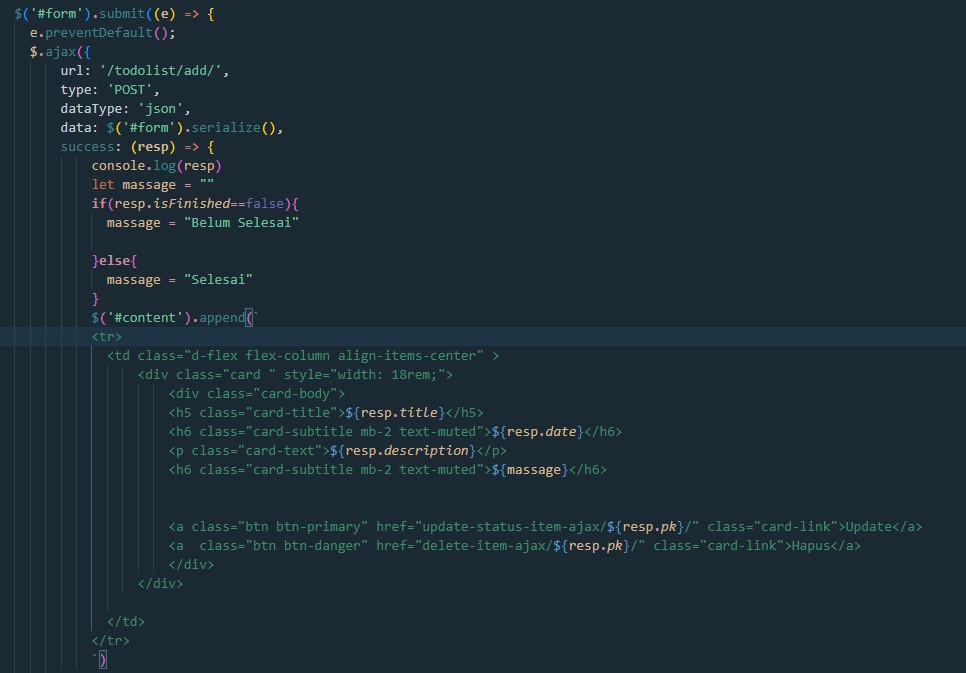 $('#form').submit((e) => {
e.preventDefault();
$.ajax({
url: '/todolist/add/',
type: 'POST',
dataType: 'json',
data: $('#form').serialize(),
success: (resp) => {
console.log(resp)
let massage = ""
if(resp.isFinished==false){
massage = "Belum Selesai"
}else{
massage = "Selesai"
}
$('#content').append(`
<tr>
<td class="d-flex flex-column align-items-center" >
<div class="card " style="width: 18rem;">
<div class="card-body">
<h5 class="card-title">${resp.title}</h5>
<h6 class="card-subtitle mb-2 text-muted">${resp.date}</h6>
<p class="card-text">${resp.description}</p>
<h6 class="card-subtitle mb-2 text-muted">${massage}</h6>
<a class="btn btn-primary" href="update-status-item-ajax/${resp.pk}/" class="card-link">Update</a>
<a  class="btn btn-danger" href="delete-item-ajax/${resp.pk}/" class="card-link">Hapus</a>
</div>
</div>
</td>
</tr>
`)